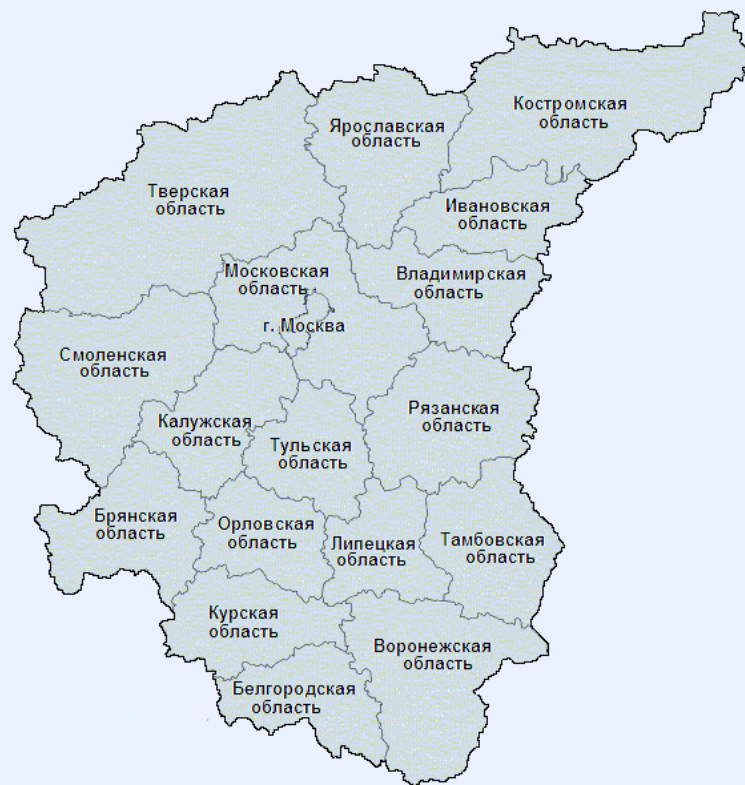 Костромская
область
Ярославская
область
Тверская
область
Ивановская
область
Московская
область
Владимирская
область
г. Москва
Смоленская
область
Рязанская
область
Калужская
область
Тульская
область
Брянская
область
Орловская
область
Липецкая
область
Тамбовская
область
Курская
область
Воронежская
область
Белгородская
область